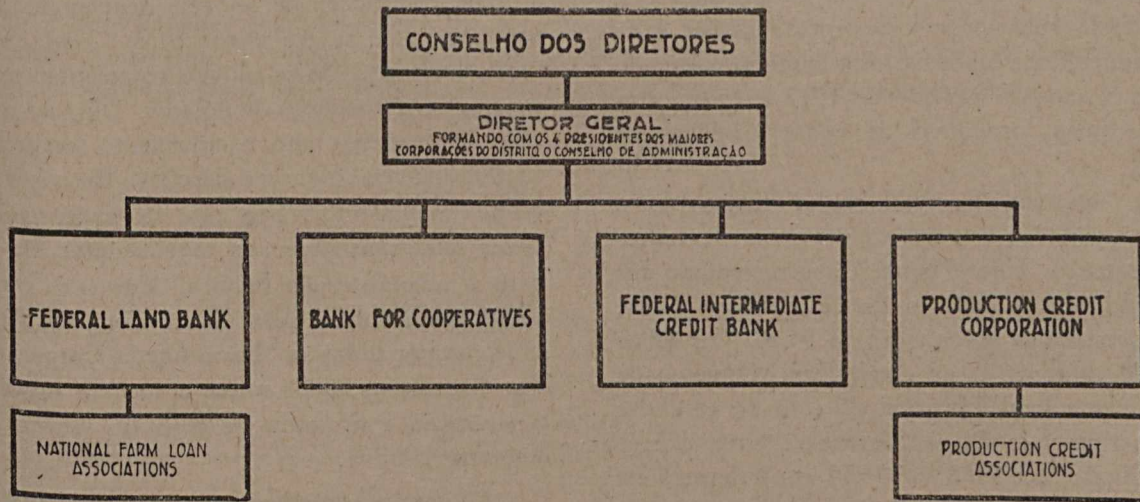 CONSELHO DOS DIRETORES
DIRETOR GERAL
FORMANDO, COM OS 4 PRESIDENTES DOS MAIORES
CORPORAÇÕES DO DISTRITO, O CONSELHO DE ADMINISTRAÇÃO
FEDERAL LAND BANK
BANK FOR COOPERATIVES
FEDERAL INTERMEDIATE
CREDIT BANK
PRODUCTION CREDIT
CORPORATION
NATIONAL FARM LOAN
ASSOCIATIONS
PRODUCTION CREDIT
ASSOCIATIONS